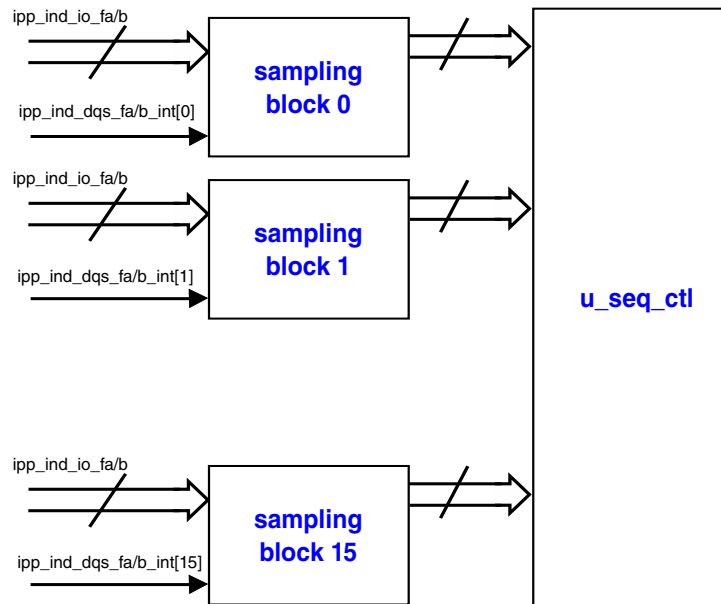 ipp_ind_io_fa/b
sampling
block 0
ipp_ind_dqs_fa/b_int[0]
ipp_ind_io_fa/b
sampling
block 1
ipp_ind_dqs_fa/b_int[1]
u_seq_ctl
ipp_ind_io_fa/b
sampling
block 15
ipp_ind_dqs_fa/b_int[15]